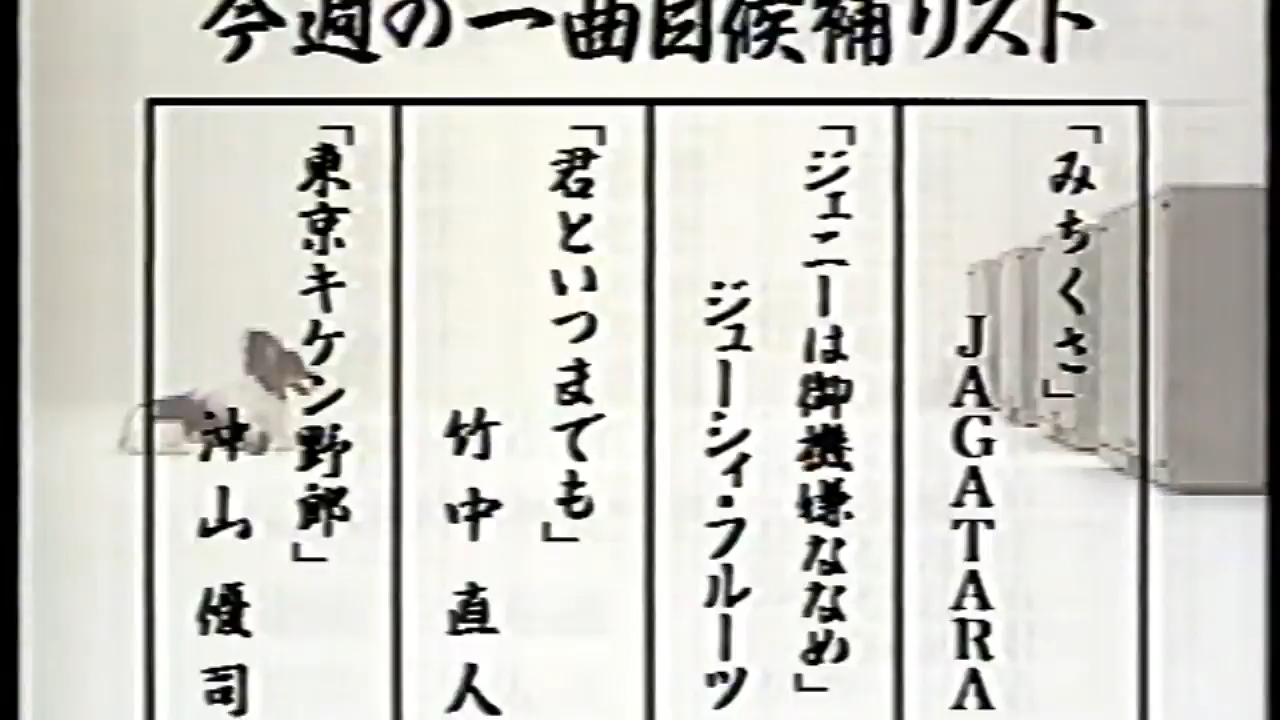 今週の一曲目候補リスト
「みちくさ」
JAGATARA
「ジェニーは御機嫌ななめ」
ジューシィ・フルーツ
「君といつまでも」
竹中直人
「東京キケン野郎」
沖山優司